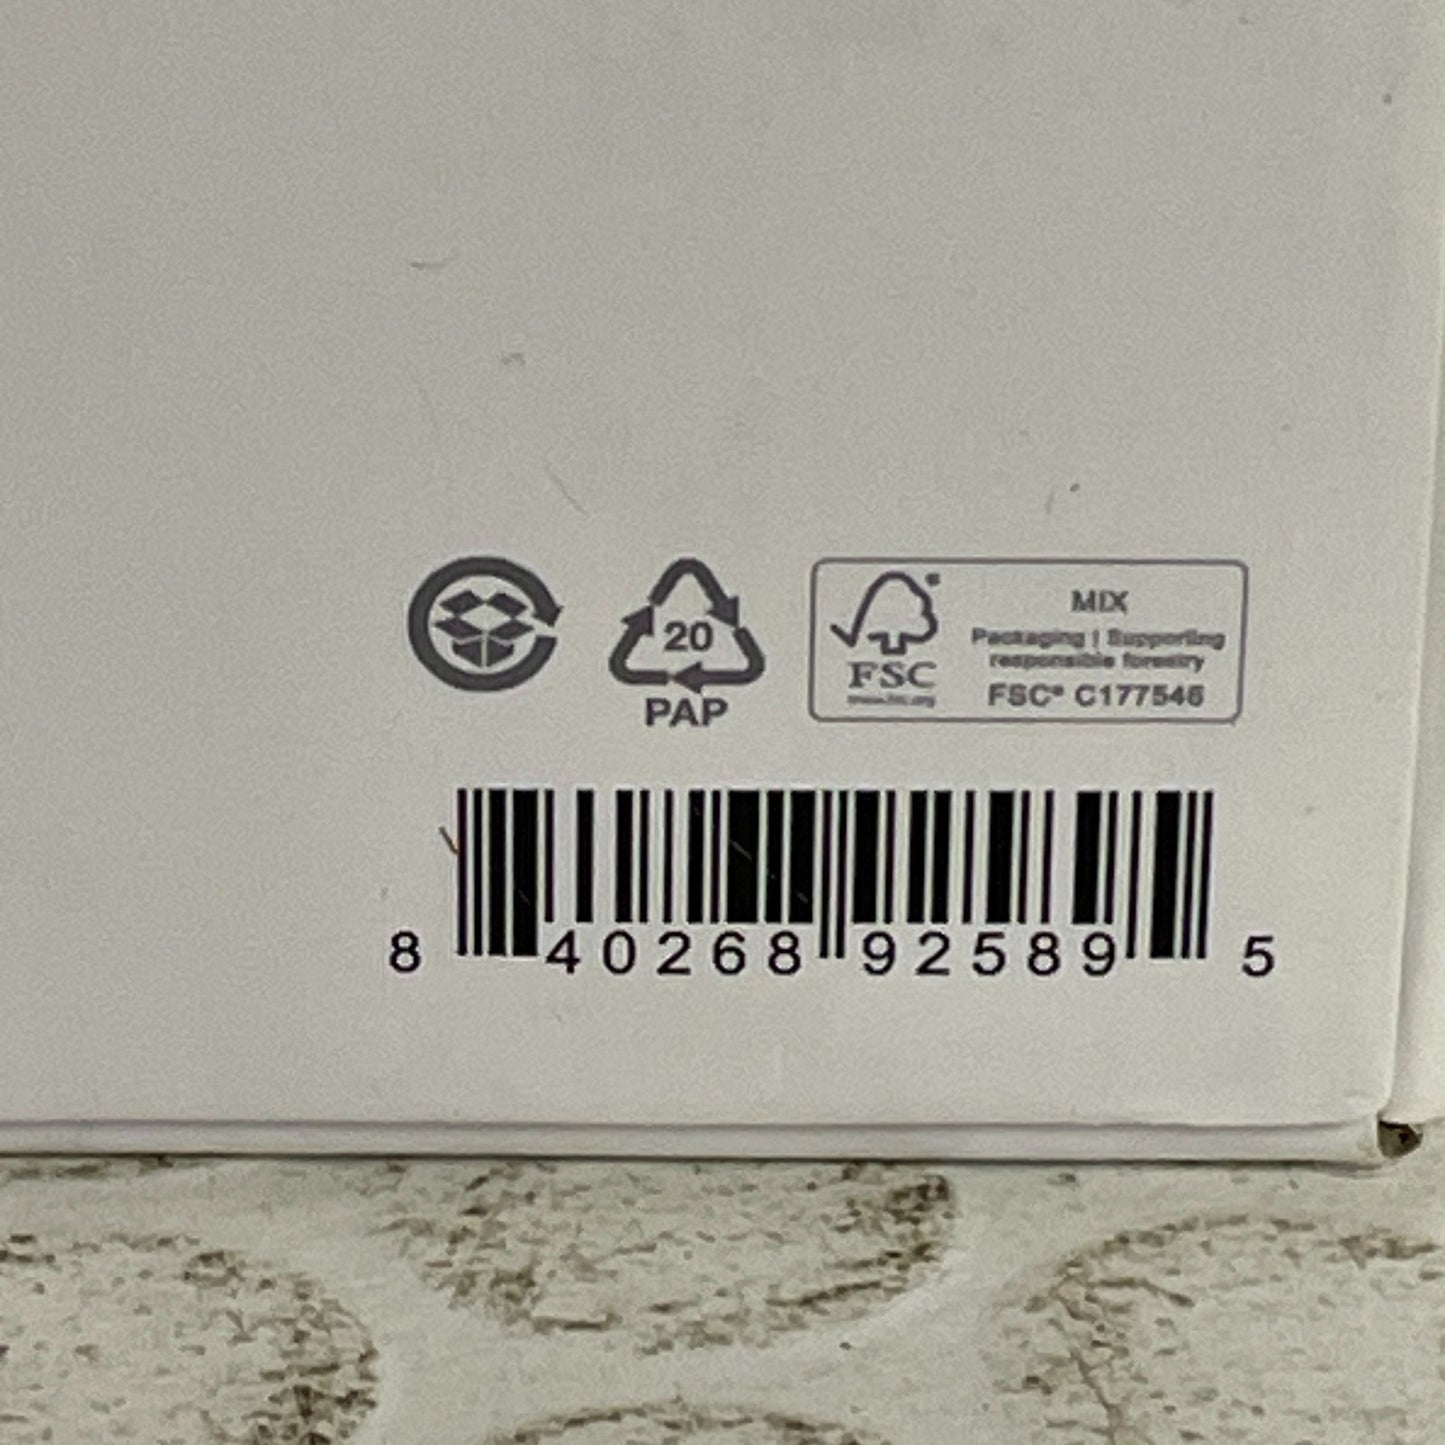 20
PAP
FSC
MIX
Packaging | Supporting
responsible forestry
FSC® C177546
8 40268 92589 5